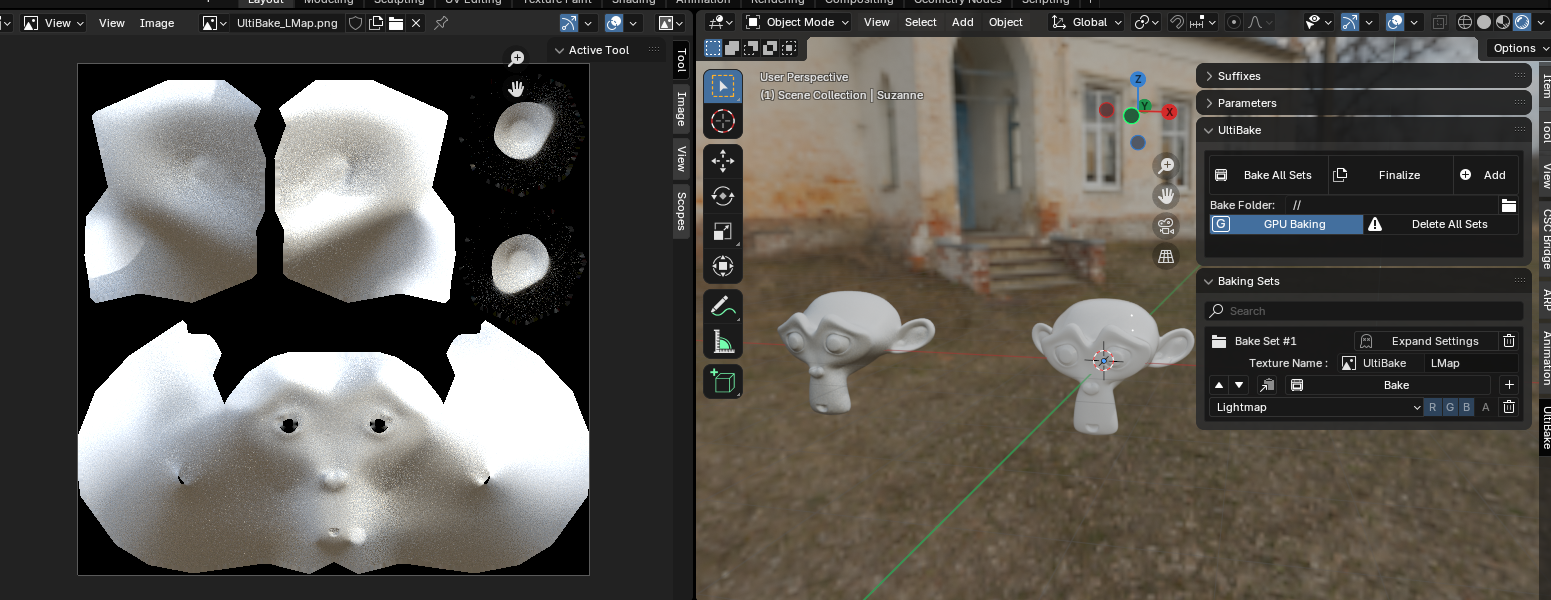 Layout Modeling Sculpting UV Editing Texture Paint Shading Animation Rendering Compositing Geometry Nodes Scripting +
View View Image UltiBake_LMap.png
Active Tool
Tool
Image
View
Scopes
Object Mode View Select Add Object Global
Options
User Perspective
(1) Scene Collection | Suzanne
Z
Y
X
Suffixes
Parameters
UltiBake
Bake All Sets Finalize Add
Bake Folder: //
G GPU Baking Delete All Sets
Baking Sets
Search
Bake Set #1 Expand Settings
Texture Name : UltiBake LMap
Bake
Lightmap R G B A
Item
Tool
View
CSC Bridge
ARP
Animation
UltiBake